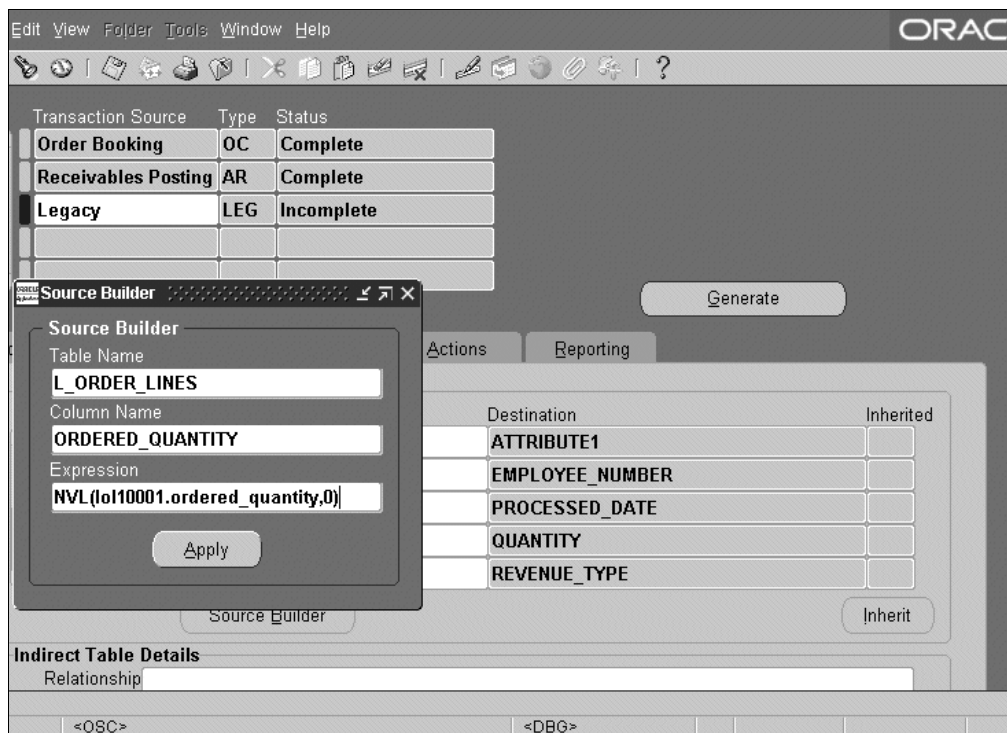 Edit View Folder Tools Window Help
ORAC
Transaction Source Type Status
Order Booking OC Complete
Receivables Posting AR Complete
Legacy LEG Incomplete
Source Builder
Generate
Source Builder
Table Name
L_ORDER_LINES
Column Name
ORDERED_QUANTITY
Expression
NVL(lol10001.ordered_quantity,0)
Apply
Actions Reporting
Destination Inherited
ATTRIBUTE1
EMPLOYEE_NUMBER
PROCESSED_DATE
QUANTITY
REVENUE_TYPE
Source Builder Inherit
Indirect Table Details
Relationship
<OSC> <DBG>